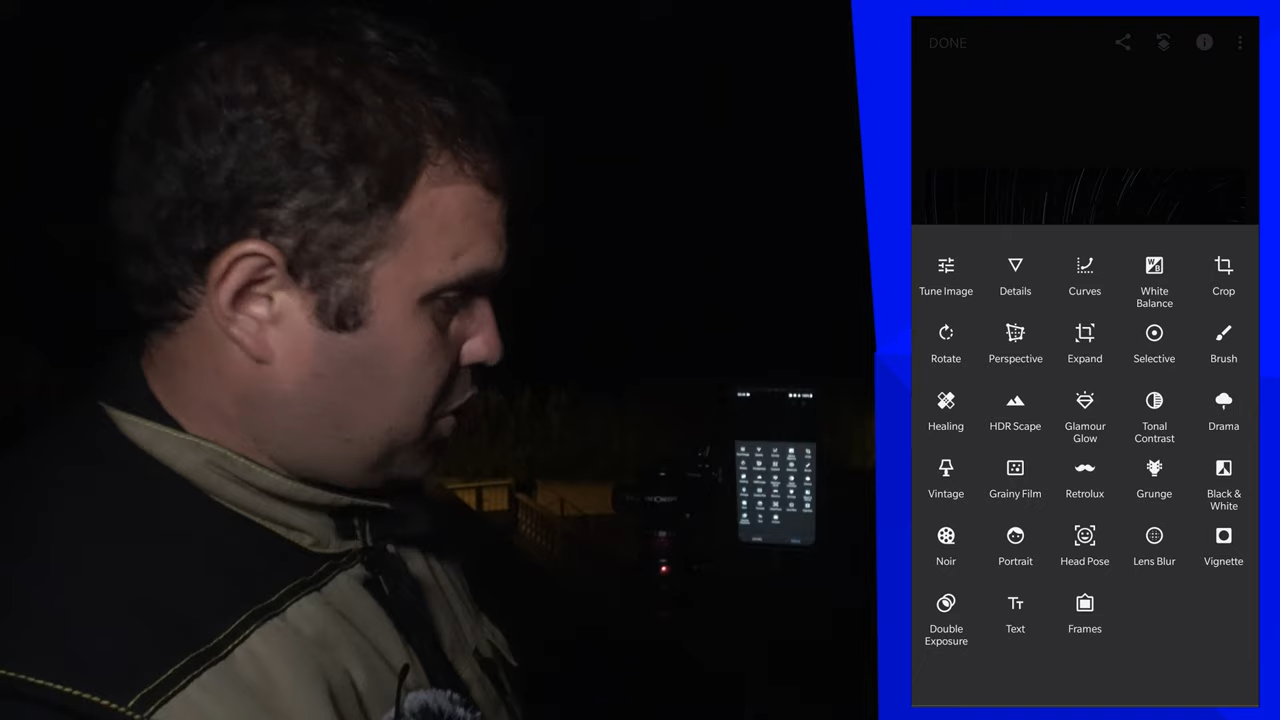 DONE
Tune Image
Details
Curves
White
Balance
Crop
Rotate
Perspective
Expand
Selective
Brush
Healing
HDR Scape
Glamour
Glow
Tonal
Contrast
Drama
Vintage
Grainy Film
Retrolux
Grunge
Black &
White
Noir
Portrait
Head Pose
Lens Blur
Vignette
Double
Exposure
Text
Frames